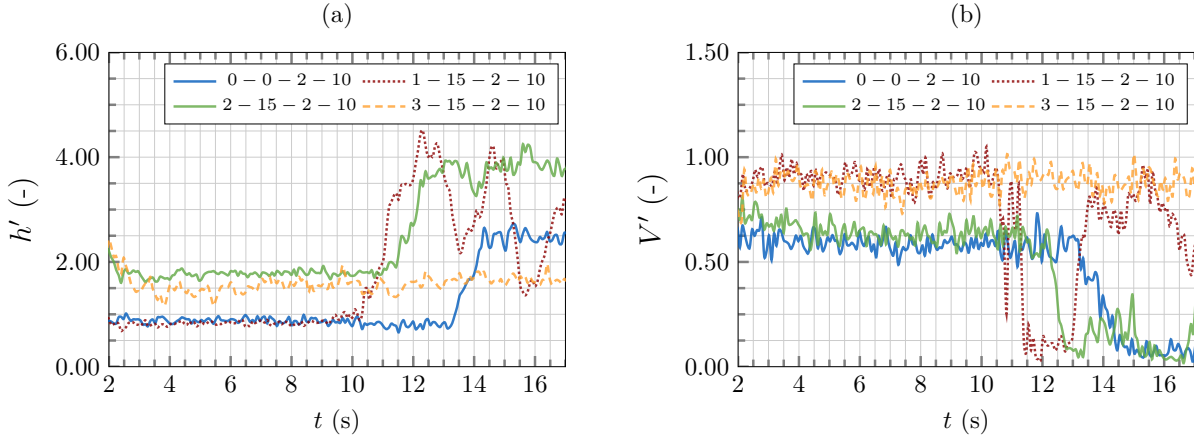 (a)
6.00
4.00
2.00
0.00
h′ (-)
0 − 0 − 2 − 10
1 − 15 − 2 − 10
2 − 15 − 2 − 10
3 − 15 − 2 − 10
2 4 6 8 10 12 14 16
t (s)
(b)
1.50
1.00
0.50
0.00
V′ (-)
0 − 0 − 2 − 10
1 − 15 − 2 − 10
2 − 15 − 2 − 10
3 − 15 − 2 − 10
2 4 6 8 10 12 14 16
t (s)